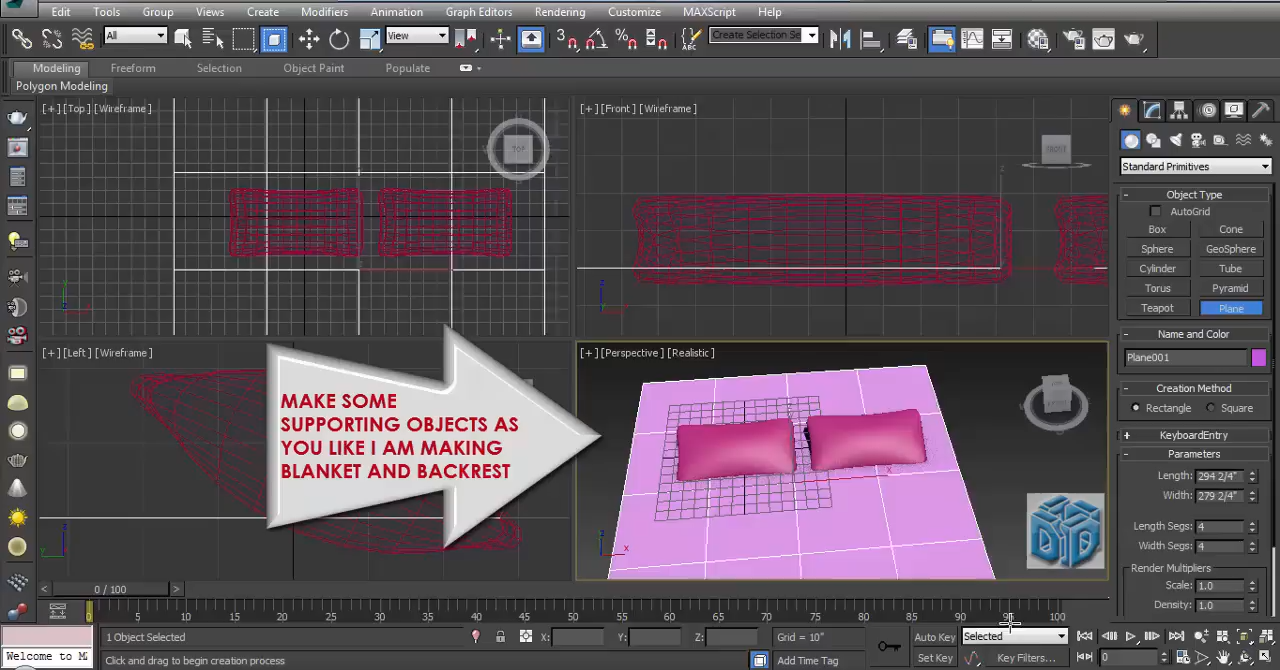 Edit Tools Group Views Create Modifiers Animation Graph Editors Rendering Customize MAXScript Help
All View 3 ABC Create Selection Se
Modeling Freeform Selection Object Paint Populate
Polygon Modeling
[+] [Top] [Wireframe]
TOP
[+] [Front] [Wireframe]
FRONT
[+] [Left] [Wireframe]
[+] [Perspective] [Realistic]
MAKE SOME
SUPPORTING OBJECTS AS
YOU LIKE I AM MAKING
BLANKET AND BACKREST
Standard Primitives
Object Type
AutoGrid
Box Cone
Sphere GeoSphere
Cylinder Tube
Torus Pyramid
Teapot Plane
Name and Color
Plane001
Creation Method
Rectangle Square
KeyboardEntry
Parameters
Length: 294 2/4"
Width: 279 2/4"
Length Segs: 4
Width Segs: 4
Render Multipliers
Scale: 1.0
Density: 1.0
< 0 / 100 >
0 5 10 15 20 25 30 35 40 45 50 55 60 65 70 75 80 85 90 95 100
1 Object Selected X: Y: Z: Grid = 10" Auto Key Selected
Welcome to M Click and drag to begin creation process Add Time Tag Set Key Key Filters... 0